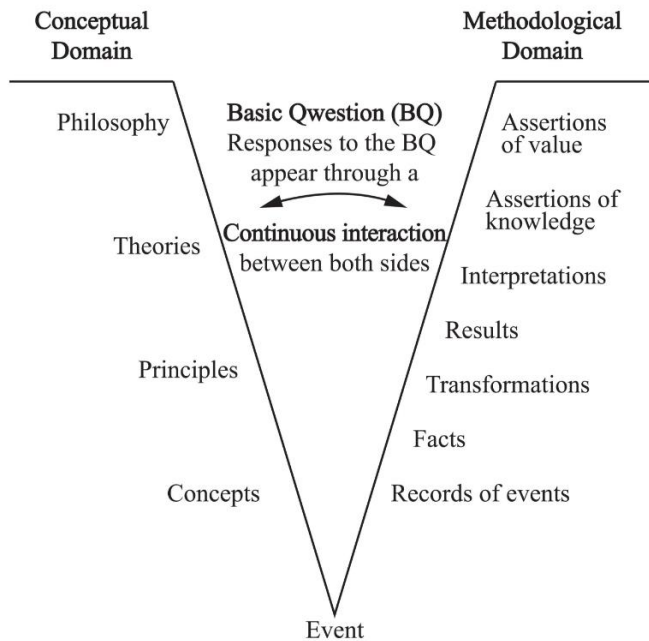 Conceptual
Domain
Methodological
Domain
Basic Qwestion (BQ)
Responses to the BQ
appear through a
Continuous interaction
between both sides
Philosophy
Theories
Principles
Concepts
Assertions
of value
Assertions of
knowledge
Interpretations
Results
Transformations
Facts
Records of events
Event